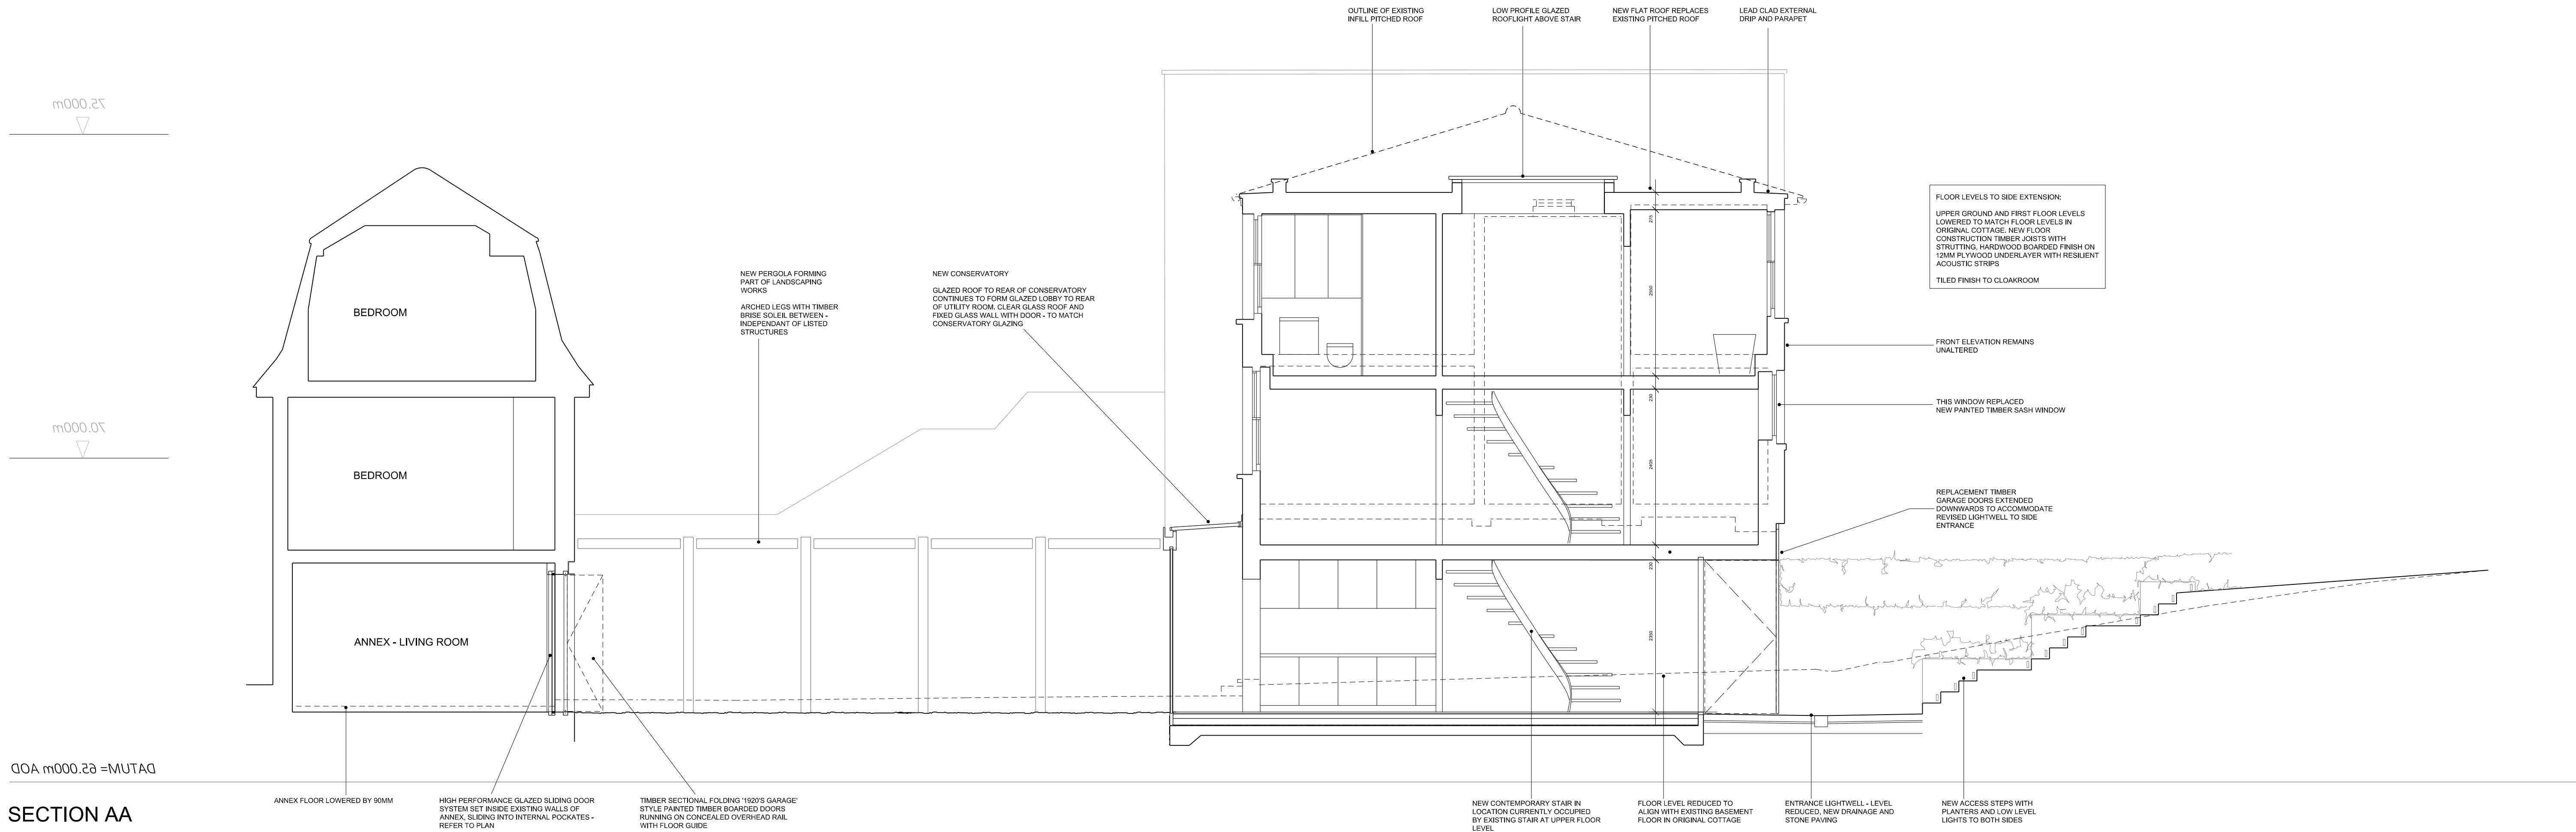 OUTLINE OF EXISTING
INFILL PITCHED ROOF
LOW PROFILE GLAZED
ROOFLIGHT ABOVE STAIR
NEW FLAT ROOF REPLACES
EXISTING PITCHED ROOF
LEAD CLAD EXTERNAL
DRIP AND PARAPET
75.000m
70.000m
FLOOR LEVELS TO SIDE EXTENSION;
UPPER GROUND AND FIRST FLOOR LEVELS
LOWERED TO MATCH FLOOR LEVELS IN
ORIGINAL COTTAGE. NEW FLOOR
CONSTRUCTION TIMBER JOISTS WITH
STRUTTING, HARDWOOD BOARDED FINISH ON
12MM PLYWOOD UNDERLAYER WITH RESILIENT
ACOUSTIC STRIPS
TILED FINISH TO CLOAKROOM
NEW PERGOLA FORMING
PART OF LANDSCAPING
WORKS
ARCHED LEGS WITH TIMBER
BRISE SOLEIL BETWEEN -
INDEPENDANT OF LISTED
STRUCTURES
NEW CONSERVATORY
GLAZED ROOF TO REAR OF CONSERVATORY
CONTINUES TO FORM GLAZED LOBBY TO REAR
OF UTILITY ROOM. CLEAR GLASS ROOF AND
FIXED GLASS WALL WITH DOOR - TO MATCH
CONSERVATORY GLAZING
BEDROOM
BEDROOM
ANNEX - LIVING ROOM
275
230
230
FRONT ELEVATION REMAINS
UNALTERED
THIS WINDOW REPLACED
NEW PAINTED TIMBER SASH WINDOW
REPLACEMENT TIMBER
GARAGE DOORS EXTENDED
DOWNWARDS TO ACCOMMODATE
REVISED LIGHTWELL TO SIDE
ENTRANCE
DATUM= 65.000m AOD
SECTION AA
ANNEX FLOOR LOWERED BY 90MM
HIGH PERFORMANCE GLAZED SLIDING DOOR
SYSTEM SET INSIDE EXISTING WALLS OF
ANNEX, SLIDING INTO INTERNAL POCKATES -
REFER TO PLAN
TIMBER SECTIONAL FOLDING '1920'S GARAGE'
STYLE PAINTED TIMBER BOARDED DOORS
RUNNING ON CONCEALED OVERHEAD RAIL
WITH FLOOR GUIDE
NEW CONTEMPORARY STAIR IN
LOCATION CURRENTLY OCCUPIED
BY EXISTING STAIR AT UPPER FLOOR
LEVEL
FLOOR LEVEL REDUCED TO
ALIGN WITH EXISTING BASEMENT
FLOOR IN ORIGINAL COTTAGE
ENTRANCE LIGHTWELL - LEVEL
REDUCED, NEW DRAINAGE AND
STONE PAVING
NEW ACCESS STEPS WITH
PLANTERS AND LOW LEVEL
LIGHTS TO BOTH SIDES